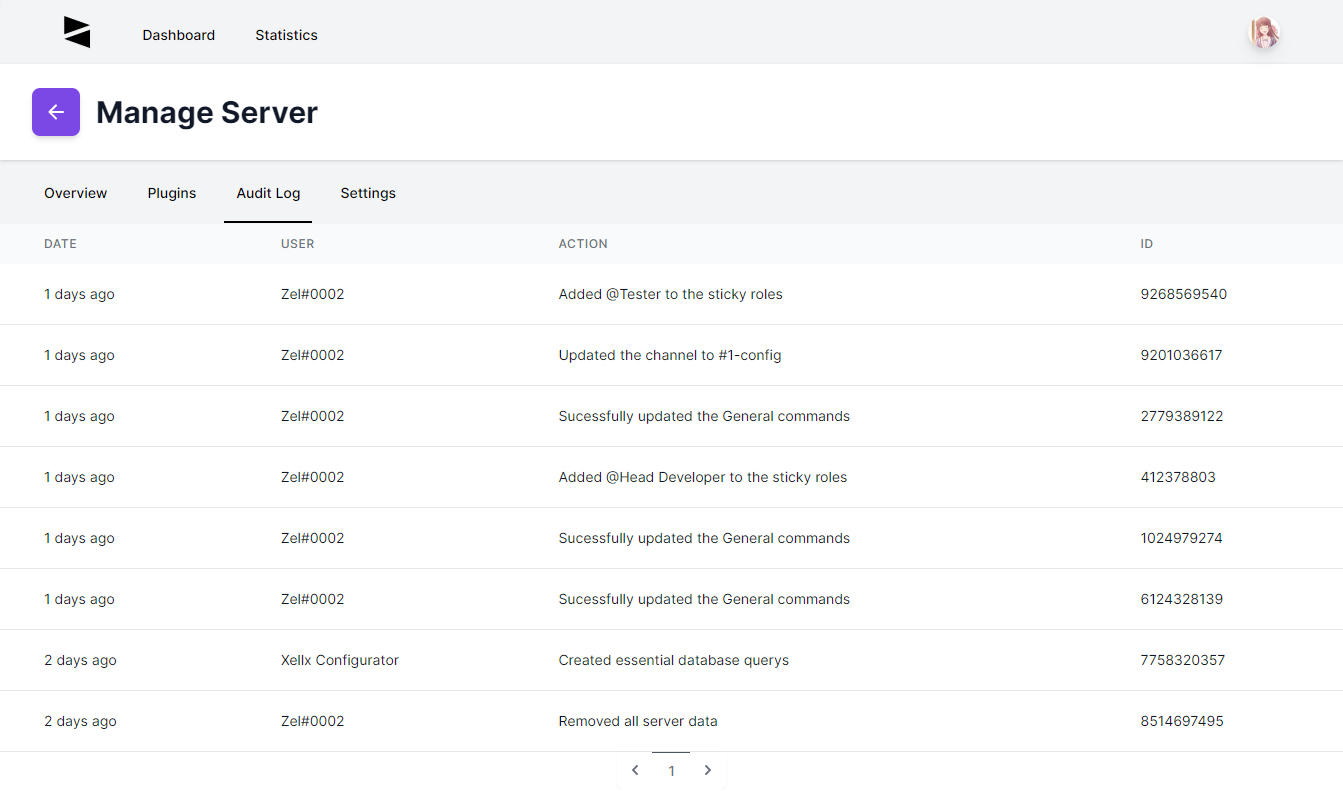 Dashboard Statistics
Manage Server
Overview Plugins Audit Log Settings
DATE USER ACTION ID
1 days ago Zel#0002 Added @Tester to the sticky roles 9268569540
1 days ago Zel#0002 Updated the channel to #1-config 9201036617
1 days ago Zel#0002 Sucessfully updated the General commands 2779389122
1 days ago Zel#0002 Added @Head Developer to the sticky roles 412378803
1 days ago Zel#0002 Sucessfully updated the General commands 1024979274
1 days ago Zel#0002 Sucessfully updated the General commands 6124328139
2 days ago Xellx Configurator Created essential database querys 7758320357
2 days ago Zel#0002 Removed all server data 8514697495
1